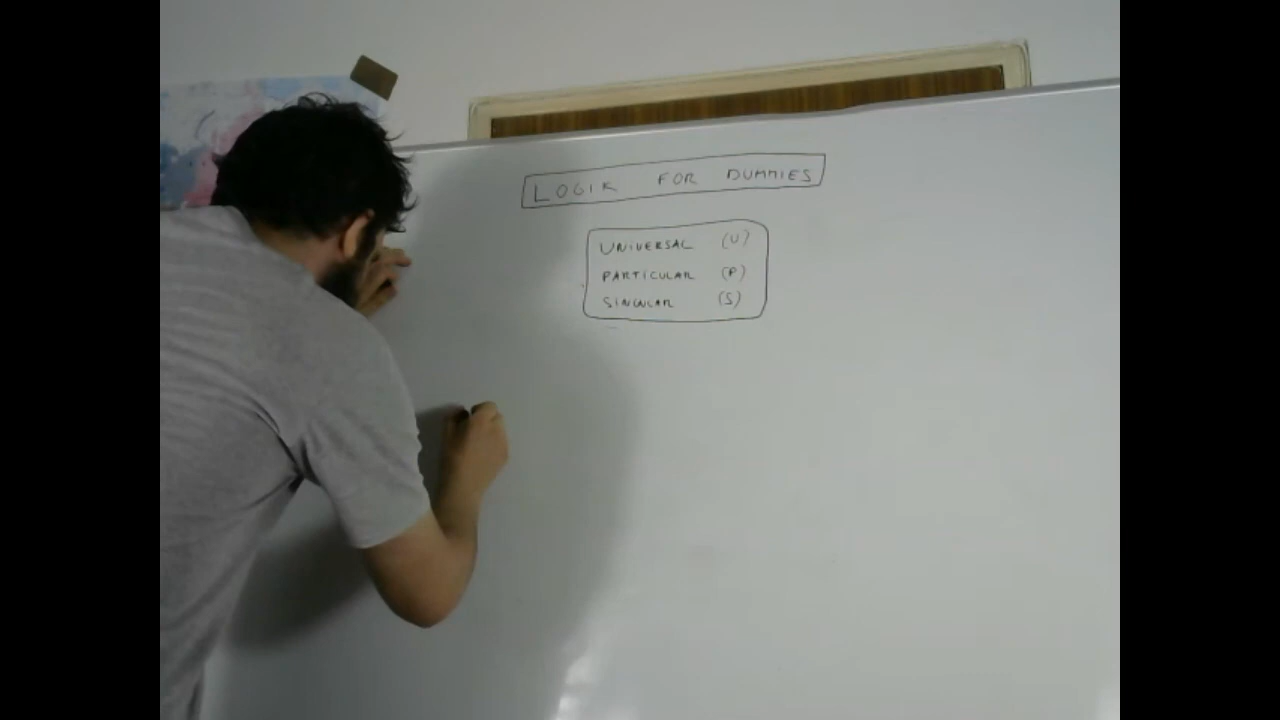 LOGIK FOR DUMMIES
UNIVERSAL (U)
PARTICULAR (P)
SINGULAR (S)